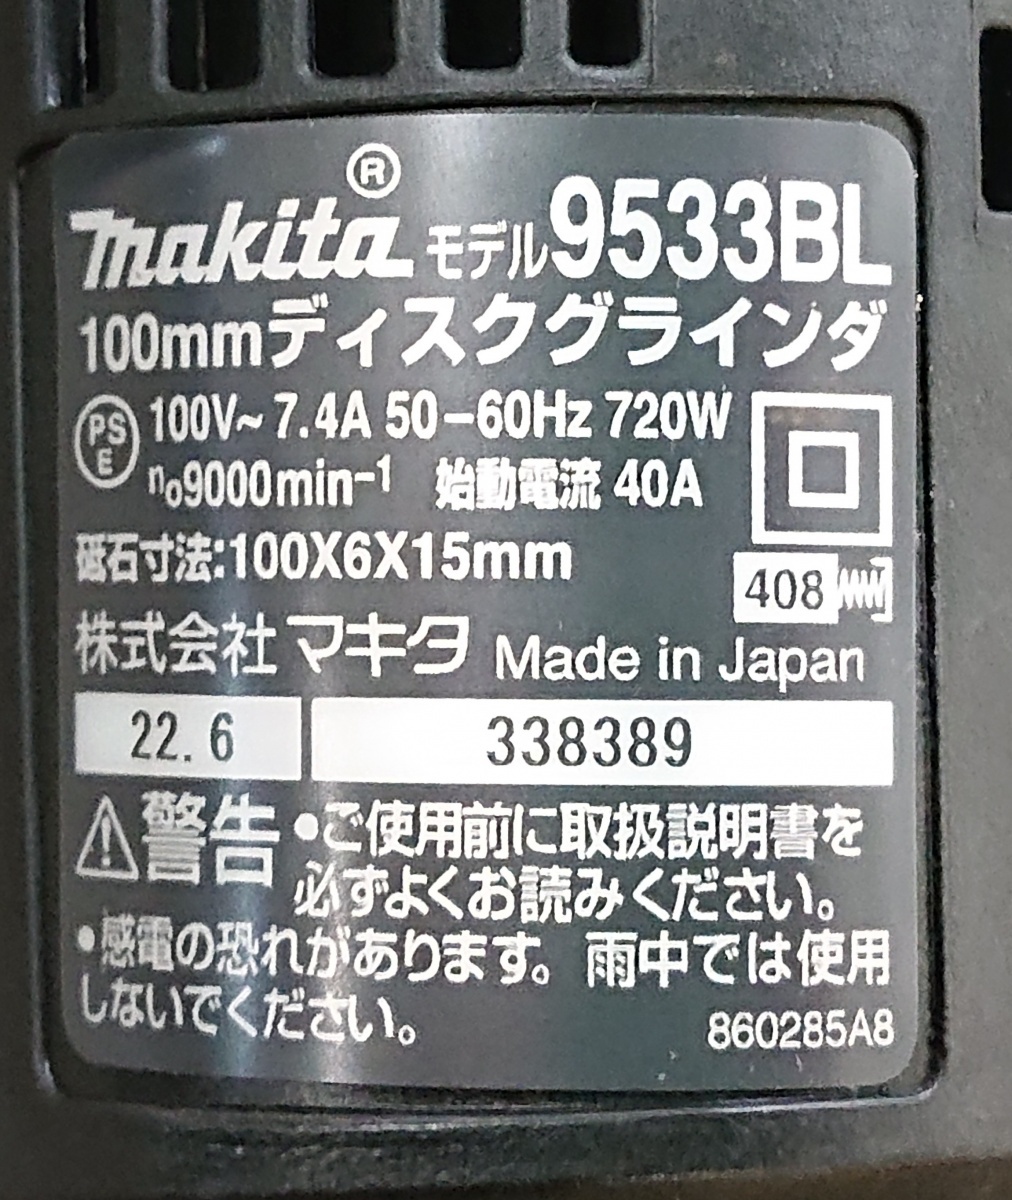 makita® モデル9533BL
100mmディスクグラインダ
PSE 100V~ 7.4A 50-60Hz 720W
n₀9000min⁻¹ 始動電流 40A
砥石寸法:100X6X15mm
408
株式会社 マキタ Made in Japan
22.6 338389
警告 •ご使用前に取扱説明書を
必ずよくお読みください。
•感電の恐れがあります。雨中では使用
しないでください。
860285A8